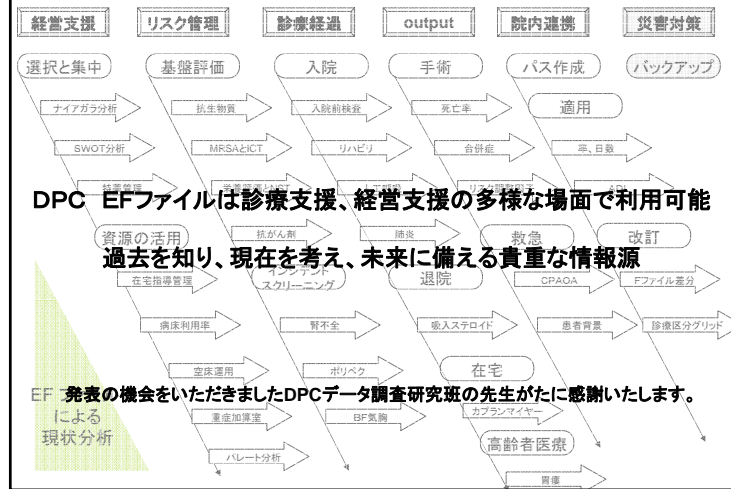 経営支援
リスク管理
診療経過
output
院内連携
災害対策
選択と集中
基盤評価
入院
手術
パス作成
バックアップ
ナイアガラ分析
抗生物質
入院前検査
死亡率
適用
SWOT分析
MRSAとICT
リハビリ
合併症
率、日数
DPC EFファイルは診療支援、経営支援の多様な場面で利用可能
資源の活用
抗がん剤
肺炎
救急
改訂
過去を知り、現在を考え、未来に備える貴重な情報源
在宅指導管理
インシデント
スクリーニング
退院
CPAOA
Fファイル差分
病床利用率
腎不全
吸入ステロイド
患者背景
診療区分グリッド
空床運用
ポリペク
在宅
発表の機会をいただきましたDPCデータ調査研究班の先生がたに感謝いたします。
による
現状分析
重症加算室
BF気胸
カプランマイヤー
高齢者医療
パレート分析
胃瘻